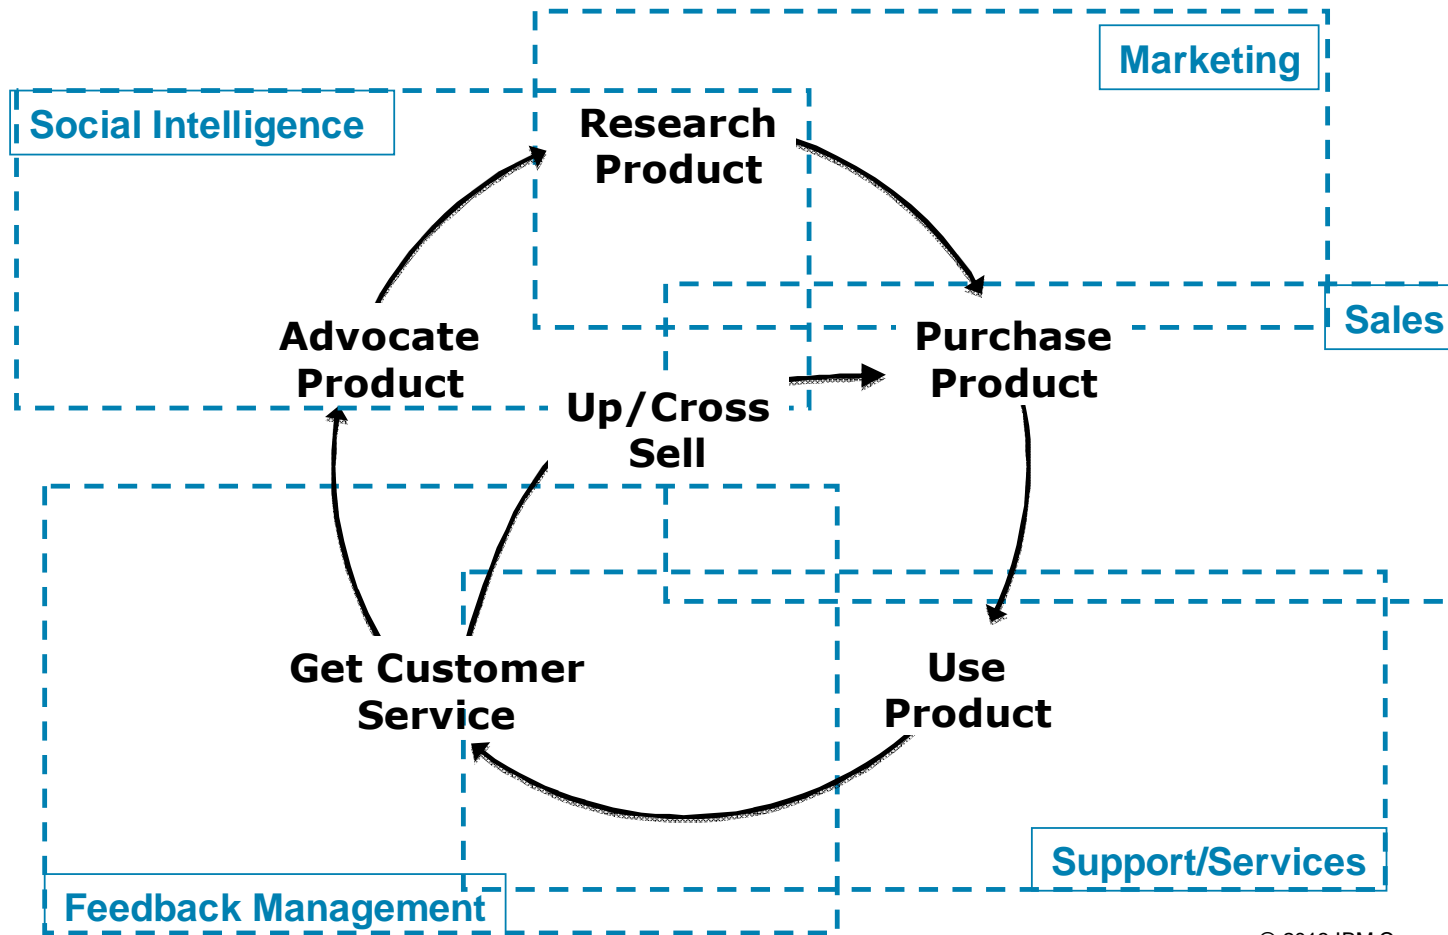 Marketing
Social Intelligence
Research
Product
Sales
Advocate
Product
Purchase
Product
Up/Cross
Sell
Get Customer
Service
Use
Product
Support/Services
Feedback Management